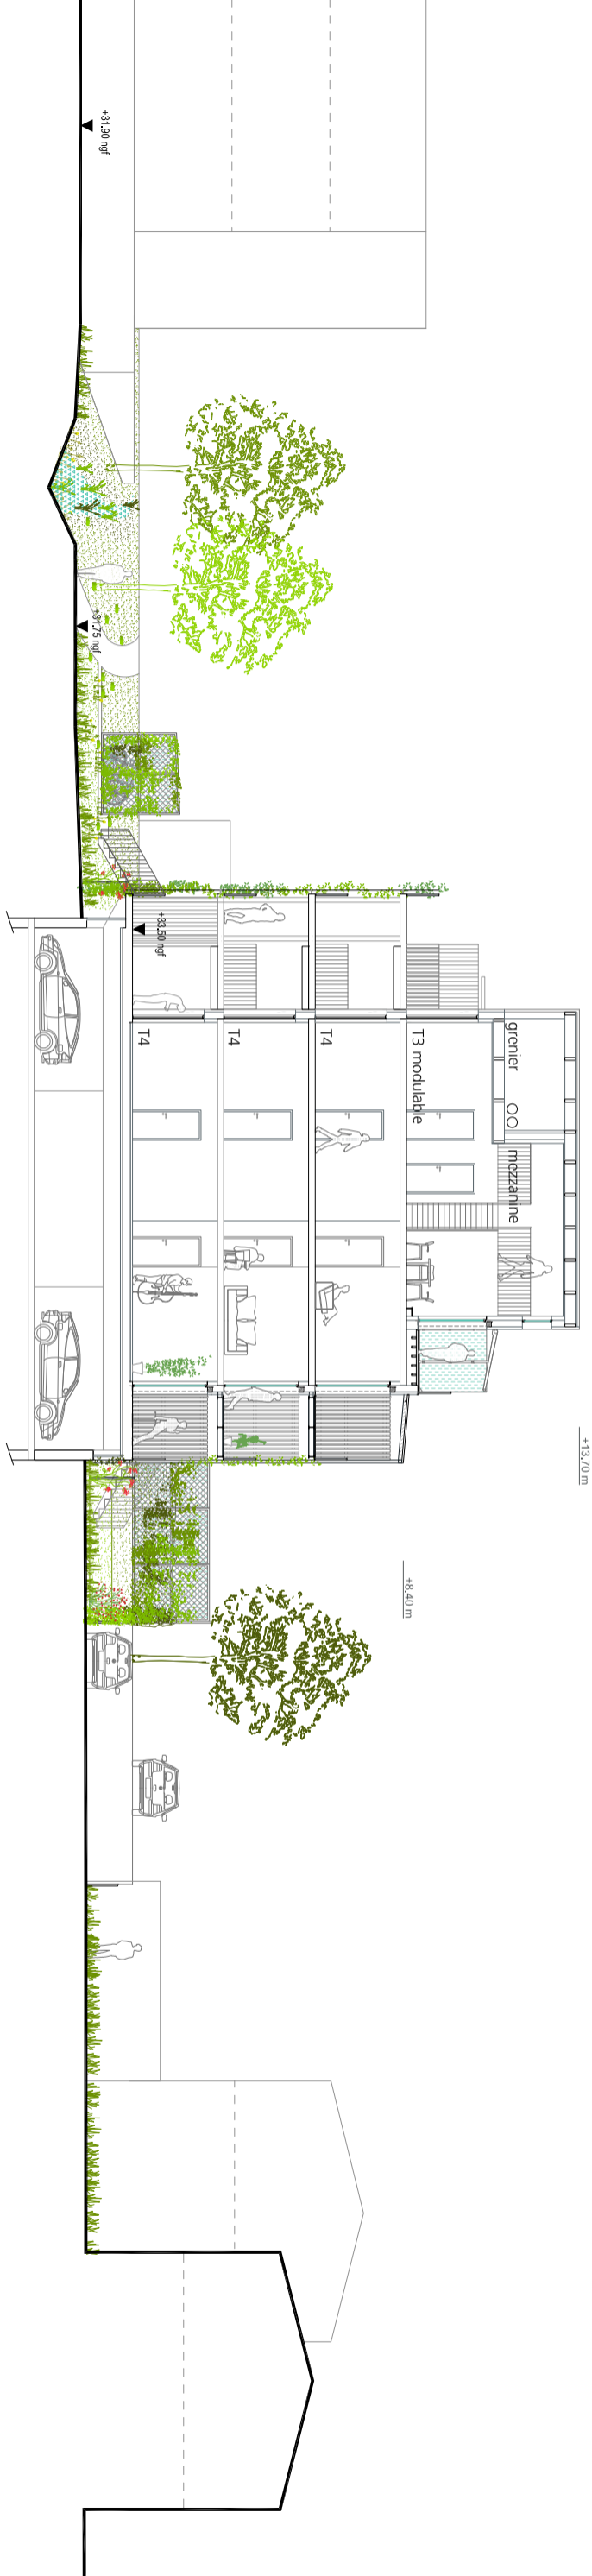 +31.90 ngf
+31.75 ngf
+33.50 ngf
grenier
mezzanine
T3 modulable
T4
T4
T4
+13.70 m
+8.40 m